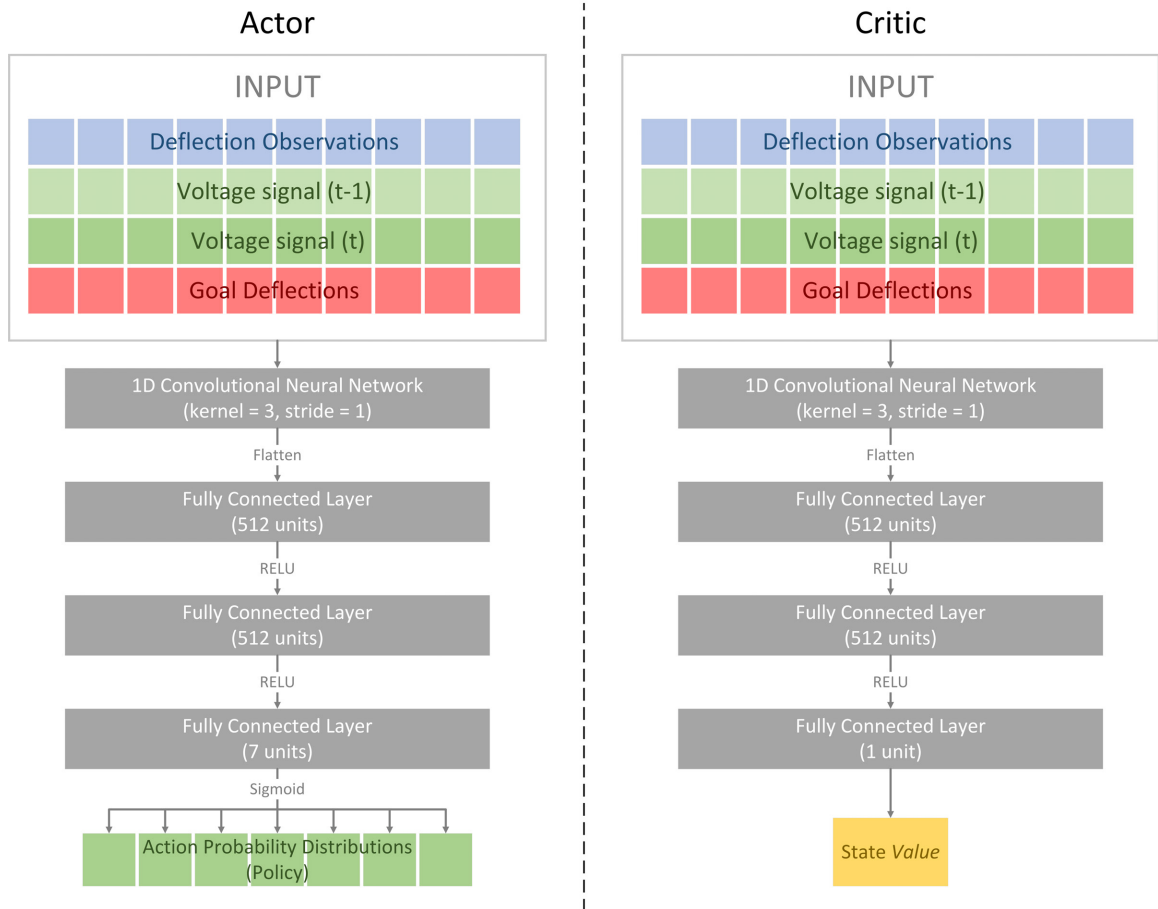 Actor
INPUT
Deflection Observations
Voltage signal (t-1)
Voltage signal (t)
Goal Deflections
1D Convolutional Neural Network
(kernel = 3, stride = 1)
Flatten
Fully Connected Layer
(512 units)
RELU
Fully Connected Layer
(512 units)
RELU
Fully Connected Layer
(7 units)
Sigmoid
Action Probability Distributions
(Policy)
Critic
INPUT
Deflection Observations
Voltage signal (t-1)
Voltage signal (t)
Goal Deflections
1D Convolutional Neural Network
(kernel = 3, stride = 1)
Flatten
Fully Connected Layer
(512 units)
RELU
Fully Connected Layer
(512 units)
RELU
Fully Connected Layer
(1 unit)
State Value